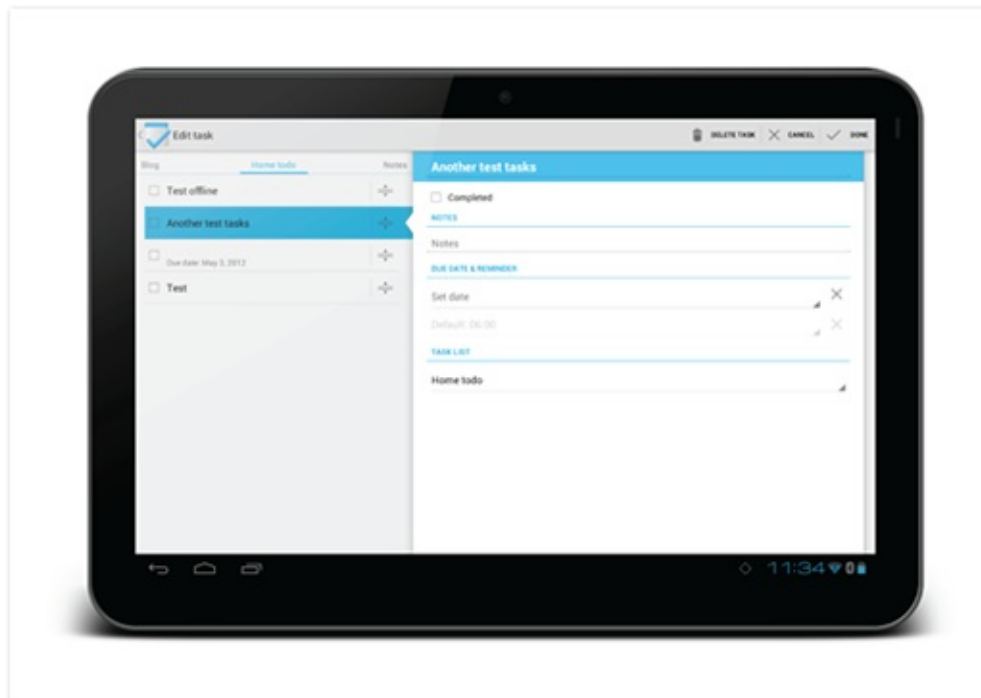 Edit task
DELETE TASK CANCEL DONE
Blog Home todo Notes
Test offline
Another test tasks
Due date: May 3, 2012
Test
Another test tasks
Completed
NOTES
Notes
DUE DATE & REMINDER
Set date
Default: 06:00
TASK LIST
Home todo
11:34